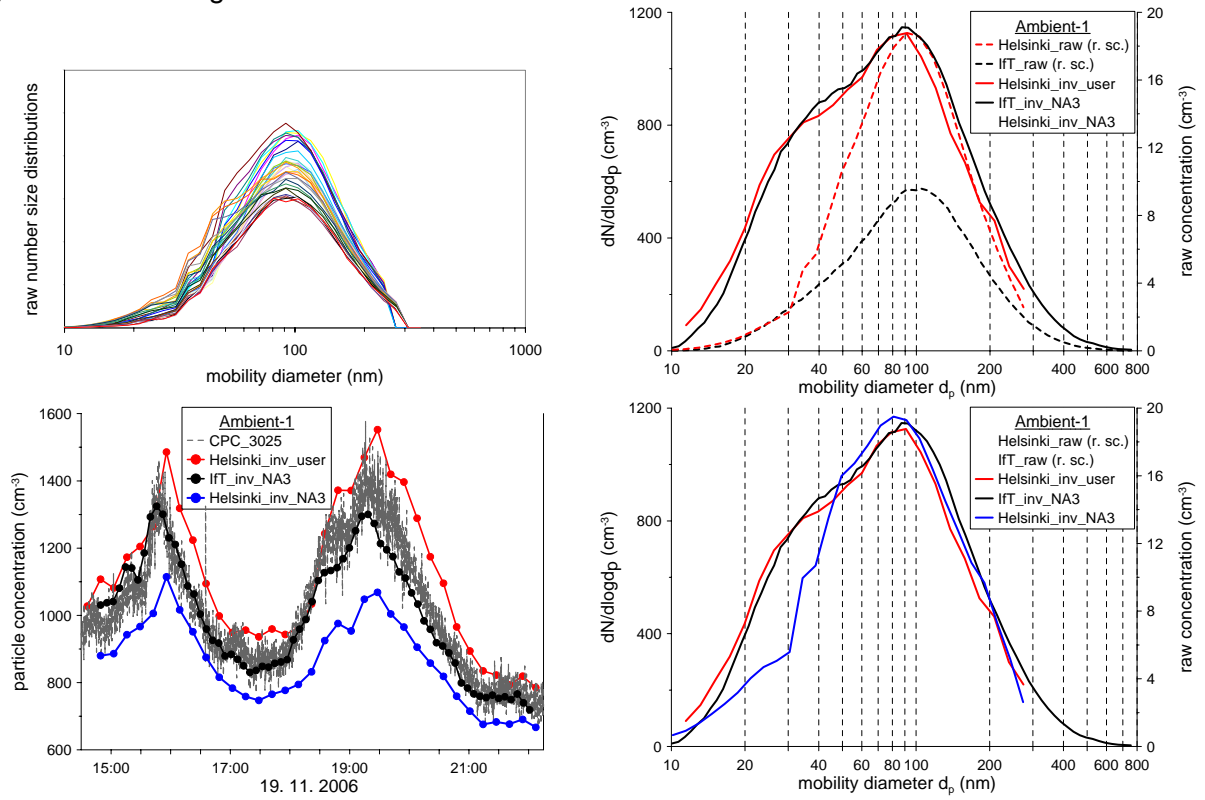 raw number size distributions
10
100
1000
mobility diameter (nm)
1200
800
400
0
dN/dlogdp (cm-3)
20
16
12
8
4
0
raw concentration (cm-3)
Ambient-1
Helsinki_raw (r. sc.)
IfT_raw (r. sc.)
Helsinki_inv_user
IfT_inv_NA3
Helsinki_inv_NA3
10 20 40 60 80 100 200 400 600 800
mobility diameter dp (nm)
1600
1400
1200
1000
800
600
particle concentration (cm-3)
Ambient-1
CPC_3025
Helsinki_inv_user
IfT_inv_NA3
Helsinki_inv_NA3
15:00 17:00 19:00 21:00
19. 11. 2006
1200
800
400
0
dN/dlogdp (cm-3)
20
16
12
8
4
0
raw concentration (cm-3)
Ambient-1
Helsinki_raw (r. sc.)
IfT_raw (r. sc.)
Helsinki_inv_user
IfT_inv_NA3
Helsinki_inv_NA3
10 20 40 60 80 100 200 400 600 800
mobility diameter dp (nm)